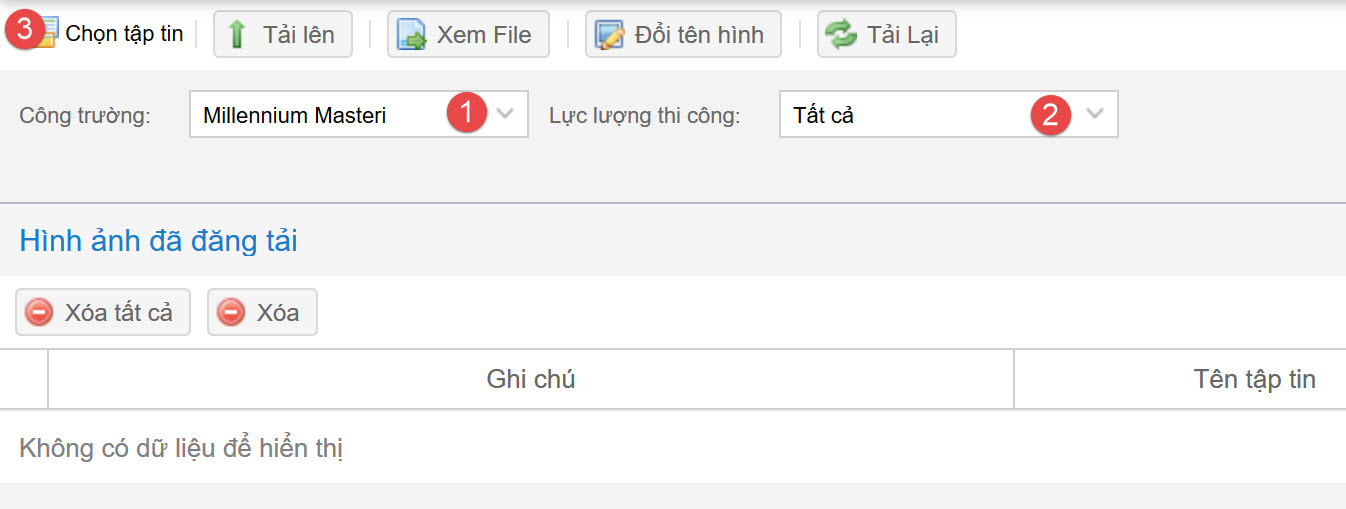 3 Chọn tập tin Tải lên Xem File Đổi tên hình Tải Lại
Công trường: Millennium Masteri 1 Lực lượng thi công: Tất cả 2
Hình ảnh đã đăng tải
Xóa tất cả Xóa
Ghi chú Tên tập tin
Không có dữ liệu để hiển thị